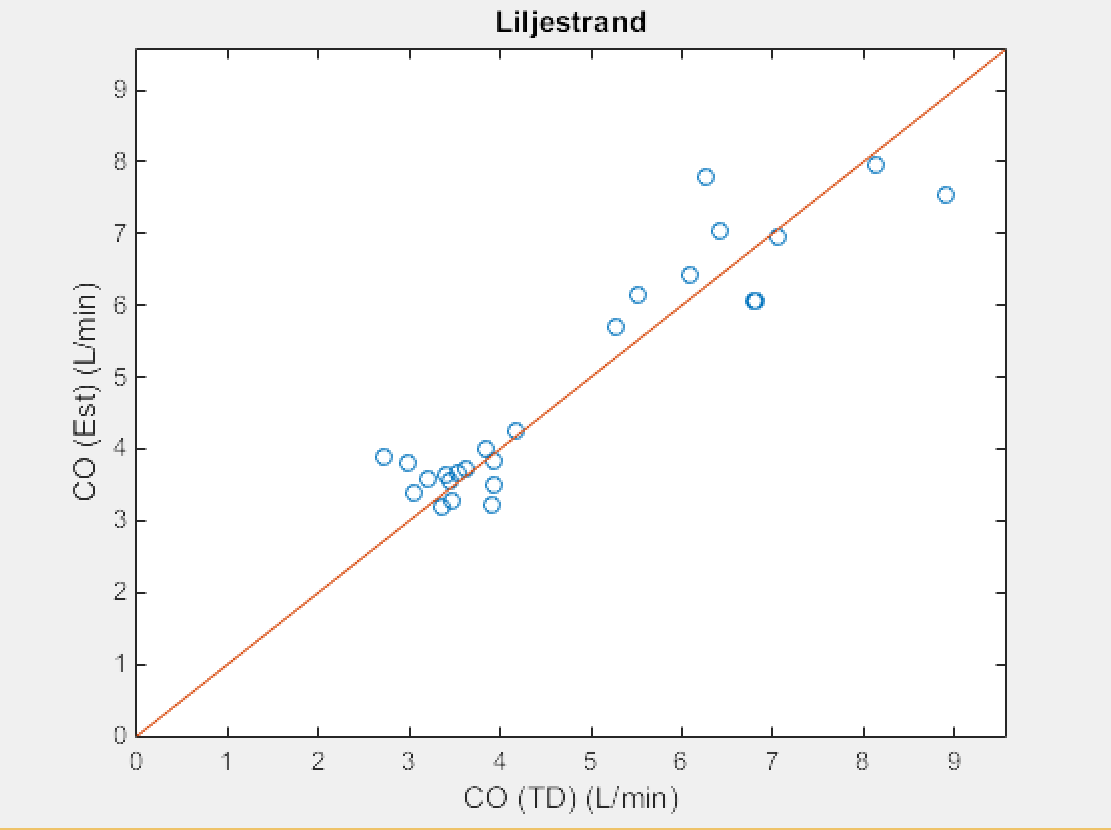 Liljestrand
9
8
7
6
5
4
3
2
1
0
CO (Est) (L/min)
0 1 2 3 4 5 6 7 8 9
CO (TD) (L/min)